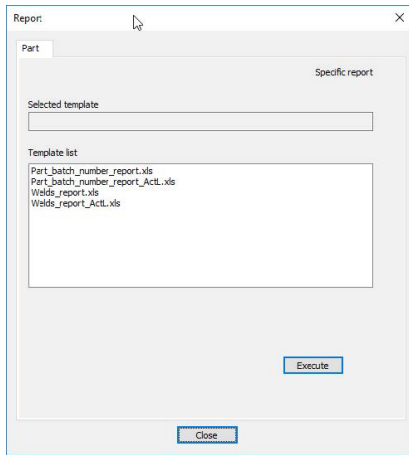 Report
Part
Specific report
Selected template
Template list
Part_batch_number_report.xls
Part_batch_number_report_ActL.xls
Welds_report.xls
Welds_report_ActL.xls
Execute
Close